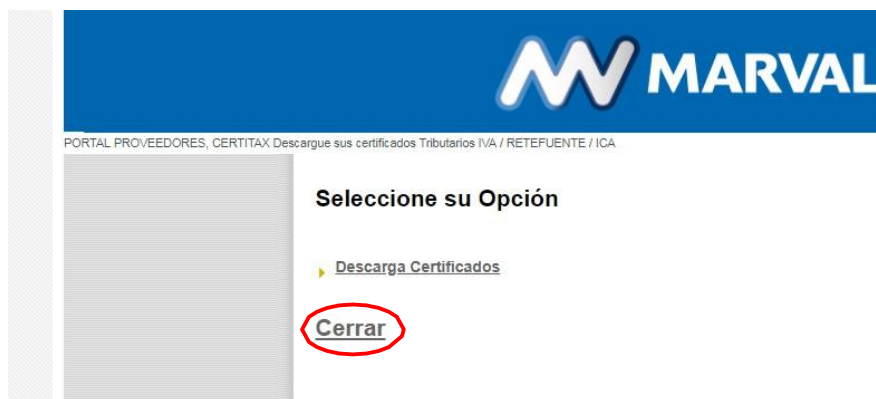 MARVAL
PORTAL PROVEEDORES, CERTITAX Descargue sus certificados Tributarios IVA / RETEFUENTE / ICA
Seleccione su Opción
Descarga Certificados
Cerrar